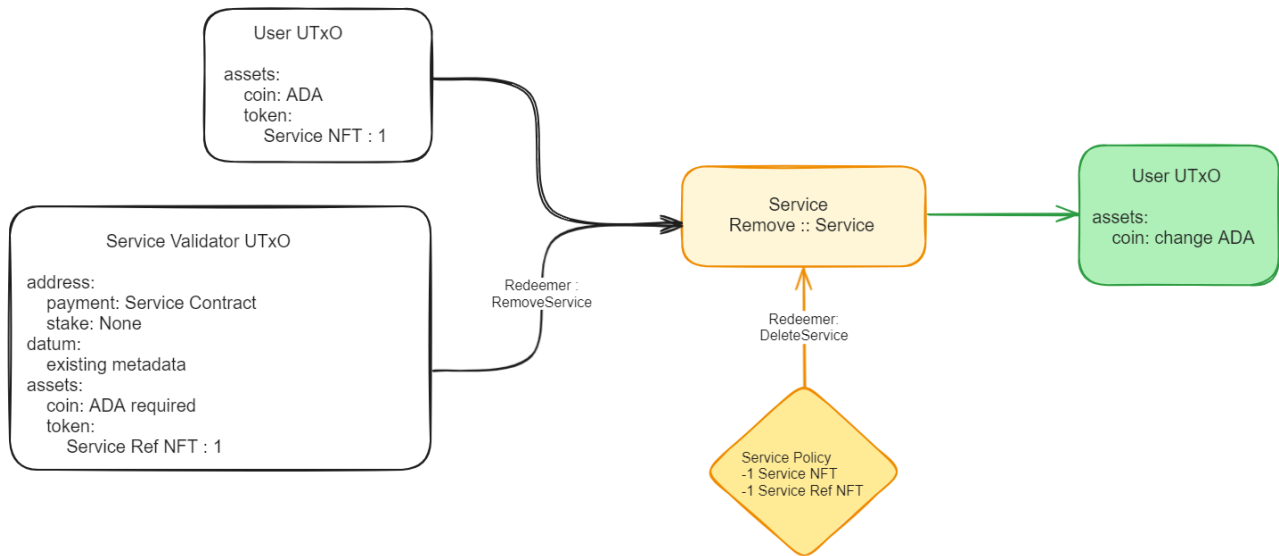 User UTxO
assets:
coin: ADA
token:
Service NFT : 1
Service Validator UTxO
address:
payment: Service Contract
stake: None
datum:
existing metadata
assets:
coin: ADA required
token:
Service Ref NFT : 1
Redeemer :
RemoveService
Service
Remove :: Service
Redeemer:
DeleteService
Service Policy
-1 Service NFT
-1 Service Ref NFT
User UTxO
assets:
coin: change ADA